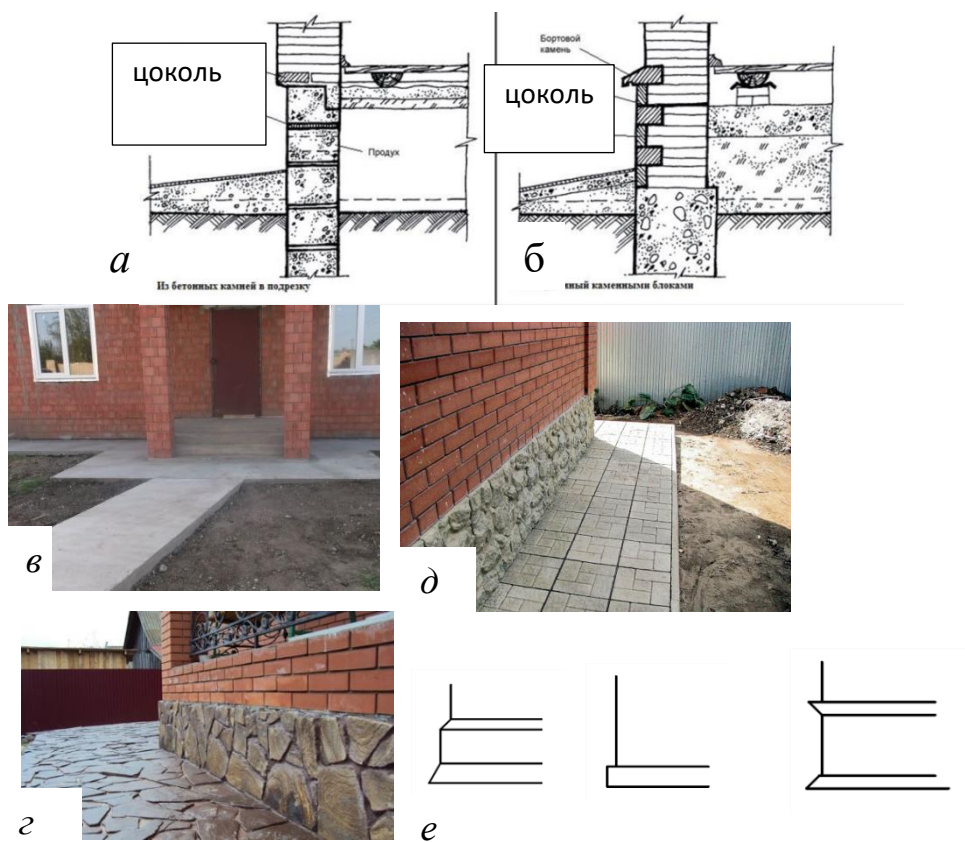 цоколь
Продух
а
Из бетонных камней в подрезку
Бортовой
камень
цоколь
б
ный каменными блоками
в
д
г
е